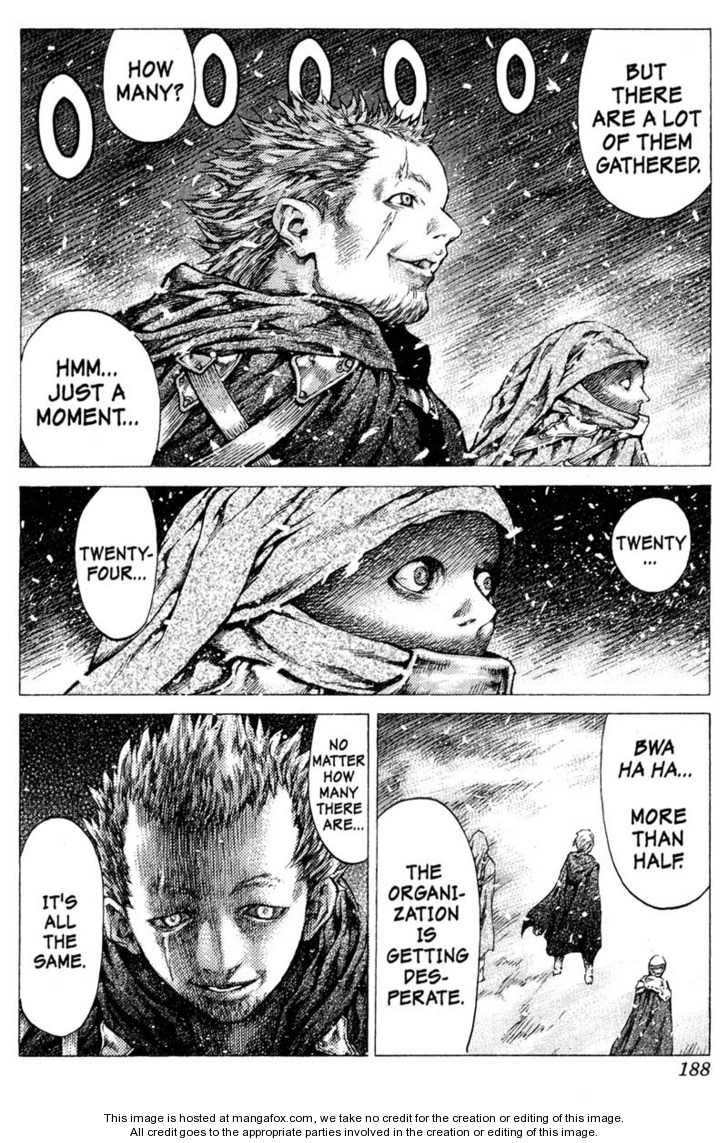 BUT
THERE
ARE A LOT
OF THEM
GATHERED.
HOW
MANY?
HMM...
JUST A
MOMENT...
TWENTY
...
TWENTY-
FOUR...
BWA
HA HA...
MORE
THAN
HALF.
THE
ORGANI-
ZATION
IS
GETTING
DES-
PERATE.
NO
MATTER
HOW
MANY
THERE
ARE...
IT'S
ALL
THE
SAME.
188
This image is hosted at mangafox.com, we take no credit for the creation or editing of this image.
All credit goes to the appropriate parties involved in the creation or editing of this image.